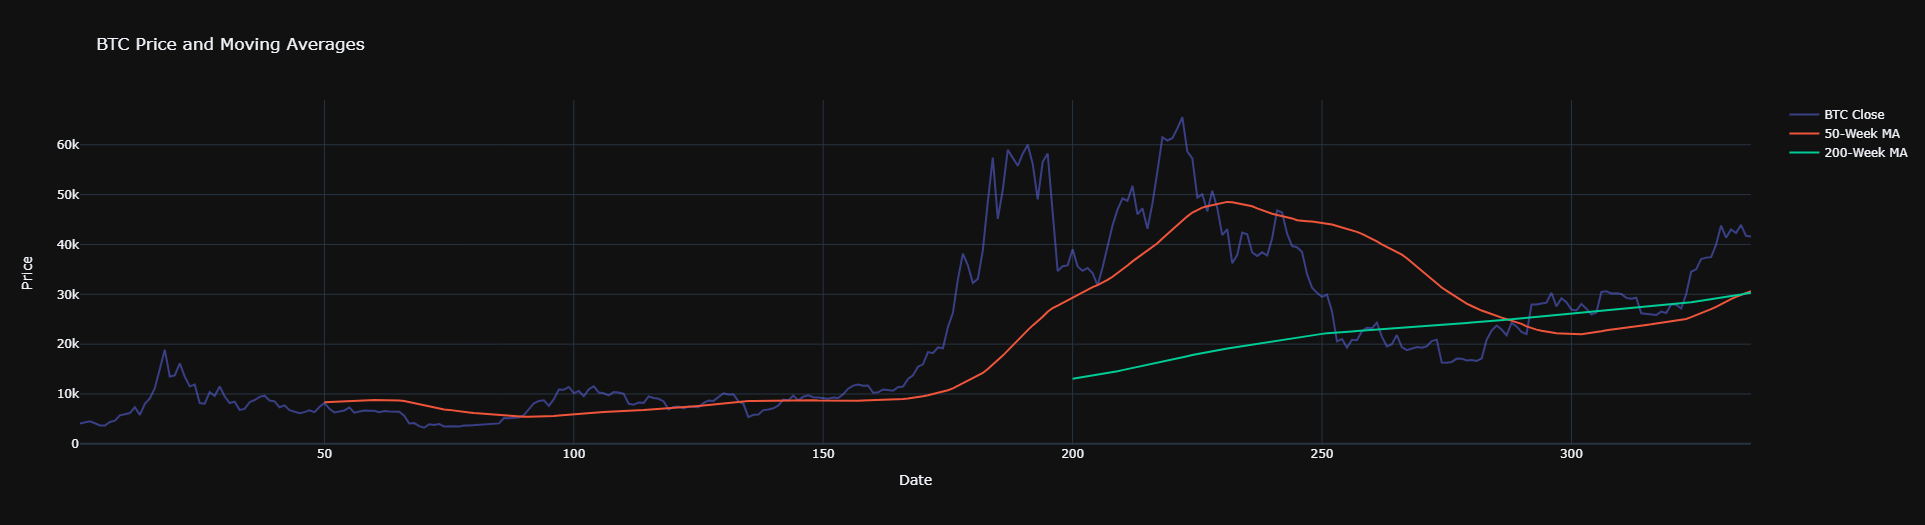 BTC Price and Moving Averages
BTC Close
50-Week MA
200-Week MA
Price
60k
50k
40k
30k
20k
10k
0
50 100 150 200 250 300
Date